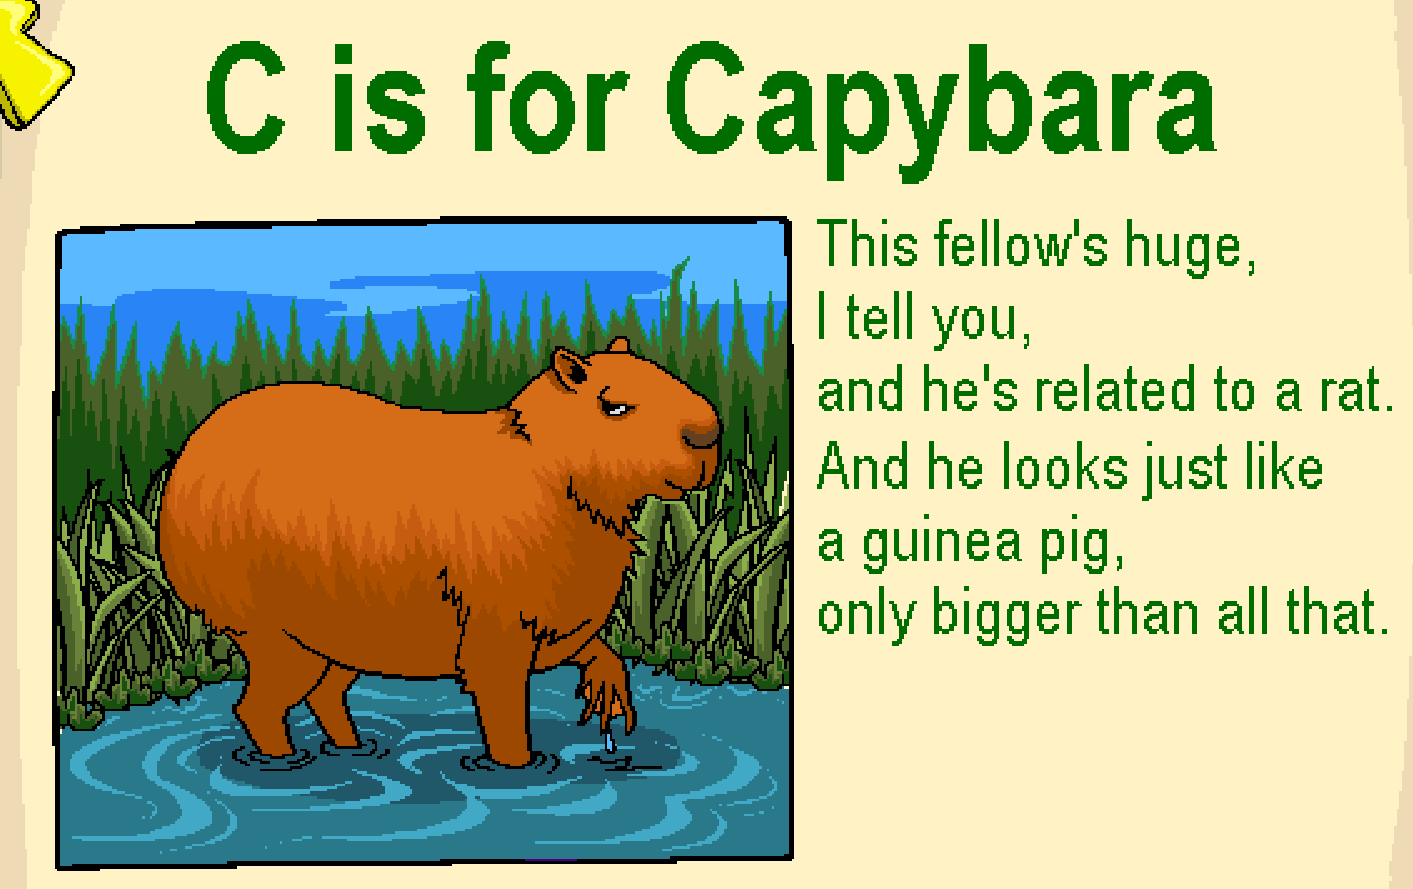 C is for Capybara
This fellow's huge,
I tell you,
and he's related to a rat.
And he looks just like
a guinea pig,
only bigger than all that.